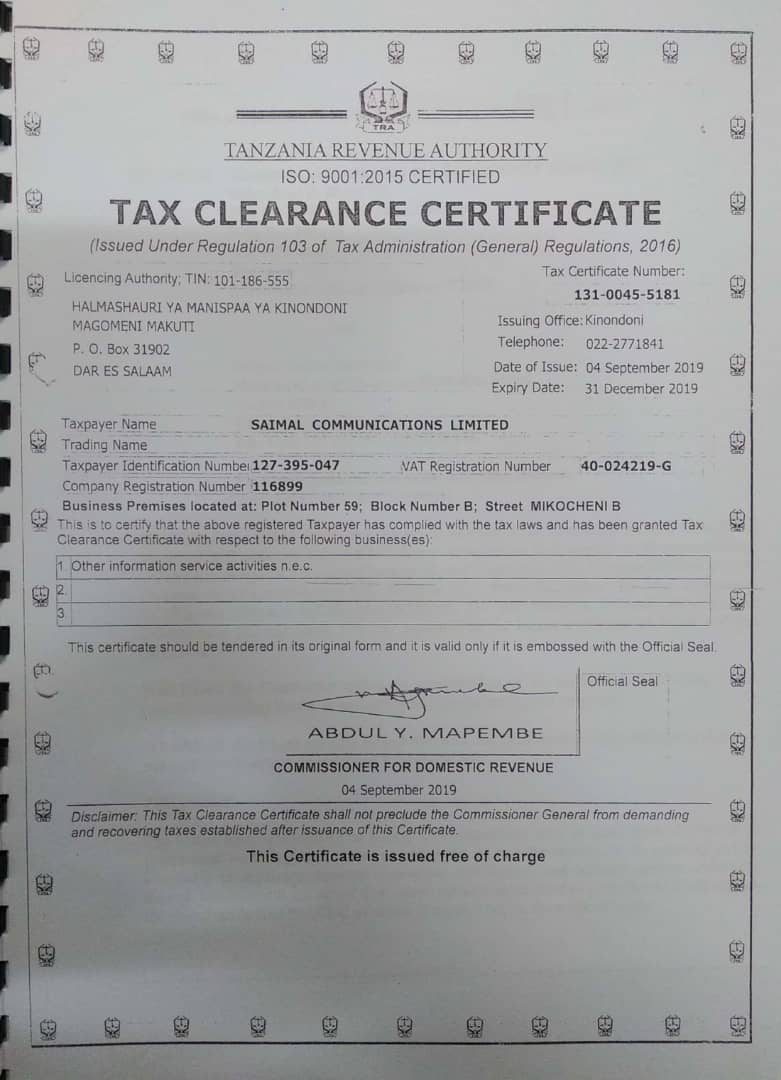 TRA
TANZANIA REVENUE AUTHORITY
ISO: 9001:2015 CERTIFIED
TAX CLEARANCE CERTIFICATE
(Issued Under Regulation 103 of Tax Administration (General) Regulations, 2016)
Licencing Authority; TIN: 101-186-555
HALMASHAURI YA MANISPAA YA KINONDONI
MAGOMENI MAKUTI
P. O. Box 31902
DAR ES SALAAM
Tax Certificate Number:
131-0045-5181
Issuing Office: Kinondoni
Telephone: 022-2771841
Date of Issue: 04 September 2019
Expiry Date: 31 December 2019
Taxpayer Name SAIMAL COMMUNICATIONS LIMITED
Trading Name
Taxpayer Identification Number 127-395-047 VAT Registration Number 40-024219-G
Company Registration Number 116899
Business Premises located at: Plot Number 59; Block Number B; Street MIKOCHENI B
This is to certify that the above registered Taxpayer has complied with the tax laws and has been granted Tax
Clearance Certificate with respect to the following business(es):
1. Other information service activities n.e.c.
2.
3
This certificate should be tendered in its original form and it is valid only if it is embossed with the Official Seal.
Official Seal
ABDUL Y. MAPEMBE
COMMISSIONER FOR DOMESTIC REVENUE
04 September 2019
Disclaimer: This Tax Clearance Certificate shall not preclude the Commissioner General from demanding
and recovering taxes established after issuance of this Certificate.
This Certificate is issued free of charge